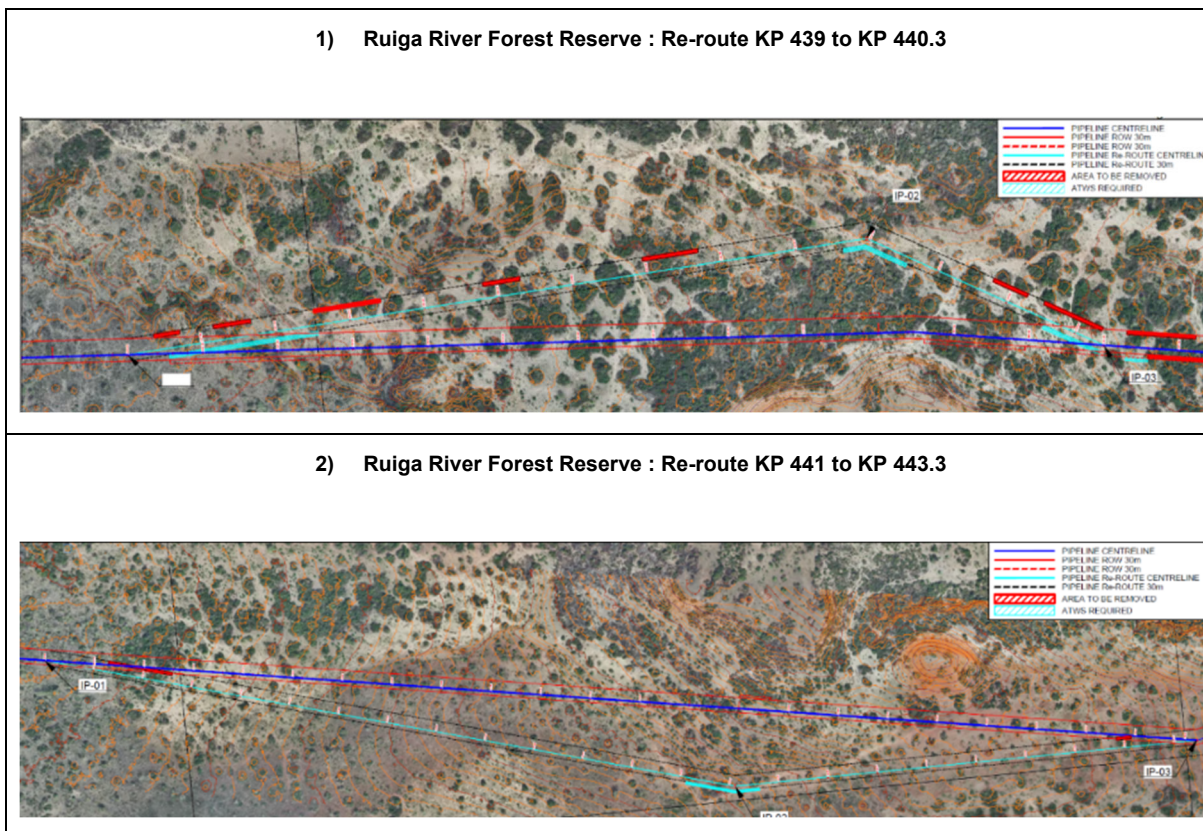 1) Ruiga River Forest Reserve : Re-route KP 439 to KP 440.3
PIPELINE CENTRELINE
PIPELINE ROW 30m
PIPELINE ROW 30m
PIPELINE Re-ROUTE CENTRELIN
PIPELINE Re-ROUTE 30m
AREA TO BE REMOVED
ATWS REQUIRED
IP-02
IP-03
2) Ruiga River Forest Reserve : Re-route KP 441 to KP 443.3
PIPELINE CENTRELINE
PIPELINE ROW 30m
PIPELINE ROW 30m
PIPELINE Re-ROUTE CENTRELINE
PIPELINE Re-ROUTE 30m
AREA TO BE REMOVED
ATWS REQUIRED
IP-01
IP-03